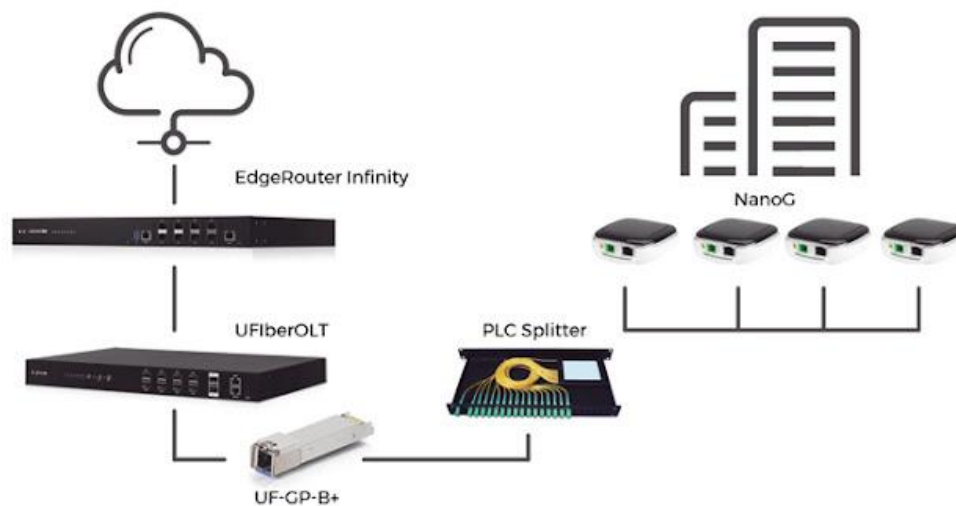 EdgeRouter Infinity
NanoG
UFIberOLT
PLC Splitter
UF-GP-B+